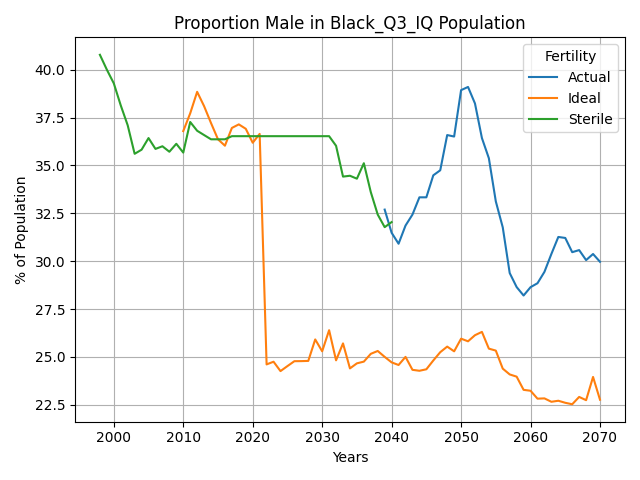 Proportion Male in Black_Q3_IQ Population
Fertility
Actual
Ideal
Sterile
% of Population
40.0
37.5
35.0
32.5
30.0
27.5
25.0
22.5
2000
2010
2020
2030
2040
2050
2060
2070
Years